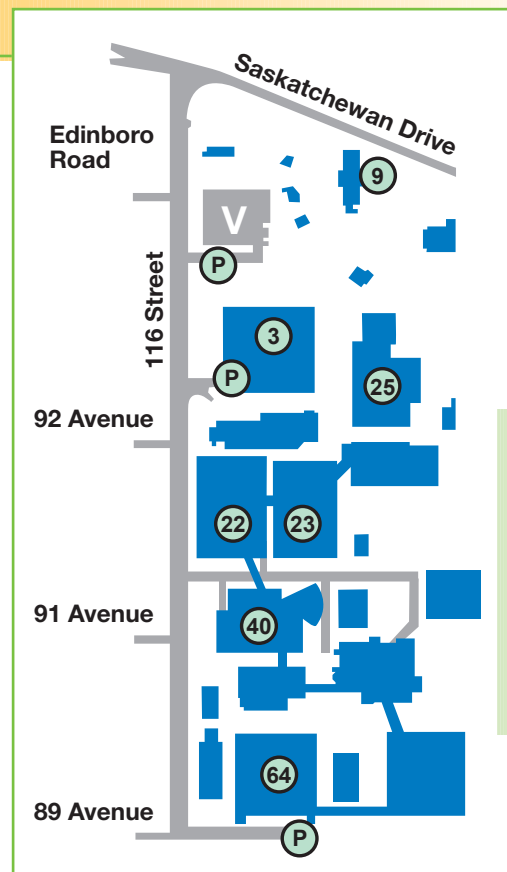 Saskatchewan Drive
Edinboro
Road
9
V
P
116 Street
3
P
25
92 Avenue
22
23
91 Avenue
40
64
89 Avenue
P